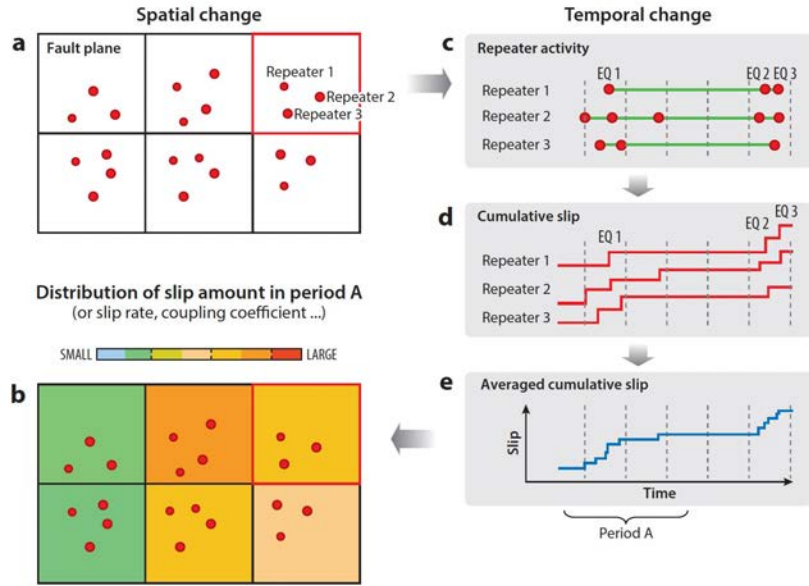 Spatial change
Temporal change
a
Fault plane
Repeater 1
Repeater 2
Repeater 3
c
Repeater activity
EQ 1
EQ 2
EQ 3
Repeater 1
Repeater 2
Repeater 3
d
Cumulative slip
EQ 1
EQ 2
EQ 3
Repeater 1
Repeater 2
Repeater 3
Distribution of slip amount in period A
(or slip rate, coupling coefficient ...)
SMALL
LARGE
b
e
Averaged cumulative slip
Slip
Time
Period A